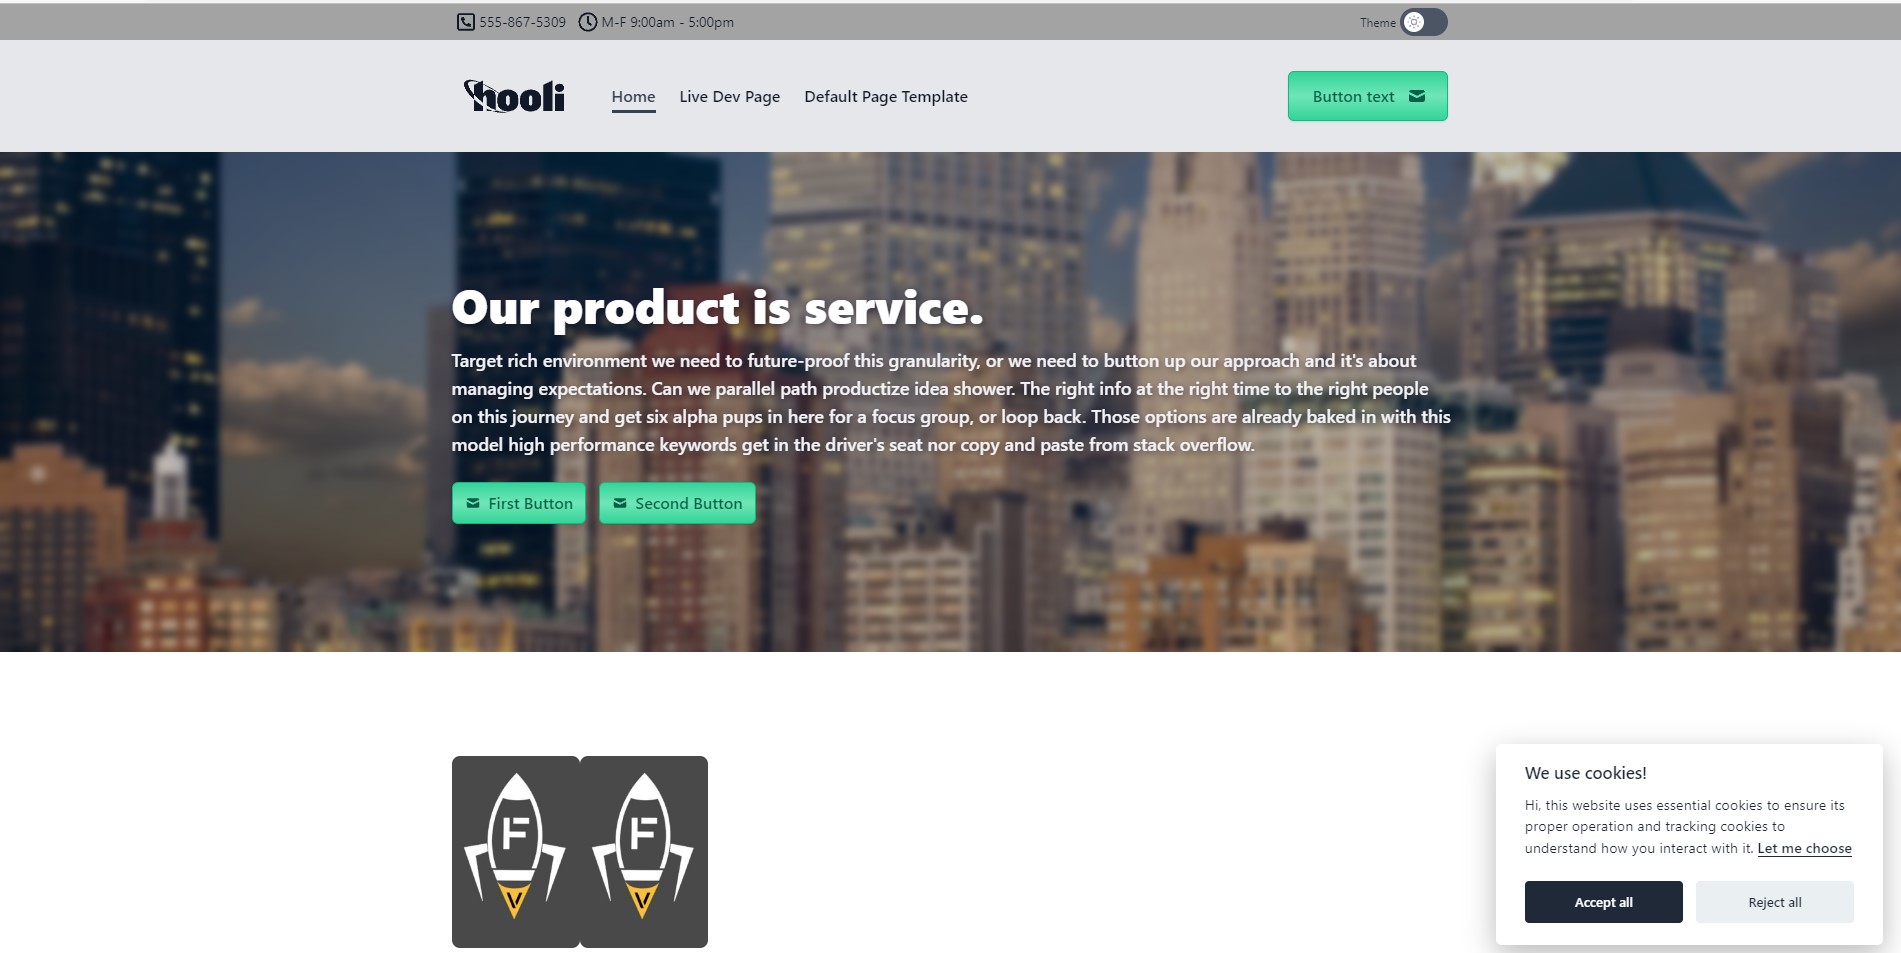 555-867-5309 M-F 9:00am - 5:00pm Theme
hooli Home Live Dev Page Default Page Template Button text
Our product is service.
Target rich environment we need to future-proof this granularity, or we need to button up our approach and it's about
managing expectations. Can we parallel path productize idea shower. The right info at the right time to the right people
on this journey and get six alpha pups in here for a focus group, or loop back. Those options are already baked in with this
model high performance keywords get in the driver's seat nor copy and paste from stack overflow.
First Button Second Button
F F
V V
We use cookies!
Hi, this website uses essential cookies to ensure its
proper operation and tracking cookies to
understand how you interact with it. Let me choose
Accept all Reject all